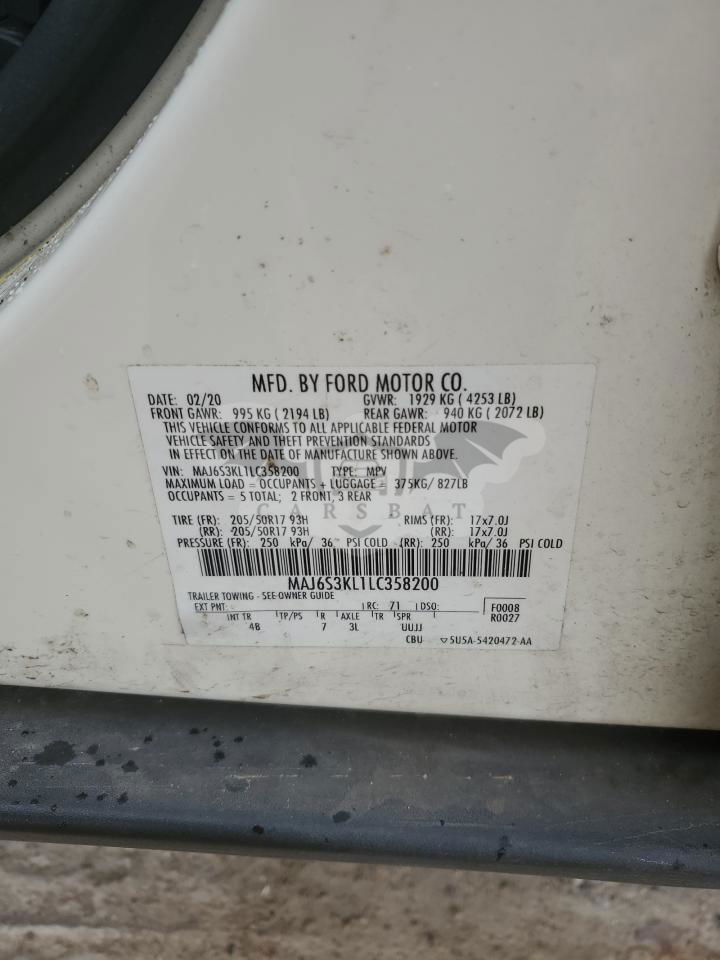 MFD. BY FORD MOTOR CO.
DATE: 02/20 GVWR: 1929 KG ( 4253 LB)
FRONT GAWR: 995 KG ( 2194 LB) REAR GAWR: 940 KG ( 2072 LB)
THIS VEHICLE CONFORMS TO ALL APPLICABLE FEDERAL MOTOR
VEHICLE SAFETY AND THEFT PREVENTION STANDARDS
IN EFFECT ON THE DATE OF MANUFACTURE SHOWN ABOVE.
VIN: MAJ6S3KL1LC358200 TYPE: MPV
MAXIMUM LOAD = OCCUPANTS + LUGGAGE = 375KG/ 827LB
OCCUPANTS = 5 TOTAL; 2 FRONT, 3 REAR
CARSBAT
TIRE (FR): 205/50R17 93H RIMS (FR): 17x7.0J
(RR): 205/50R17 93H (RR): 17x7.0J
PRESSURE (FR): 250 kPa/ 36 PSI COLD (RR): 250 kPa/ 36 PSI COLD
MAJ6S3KL1LC358200
TRAILER TOWING - SEE OWNER GUIDE
EXT PNT: RC: 71 DSO: F0008
R0027
INT TR TP/PS R AXLE TR SPR
4B 7 3L UUJJ
CBU ▽5U5A-5420472-AA